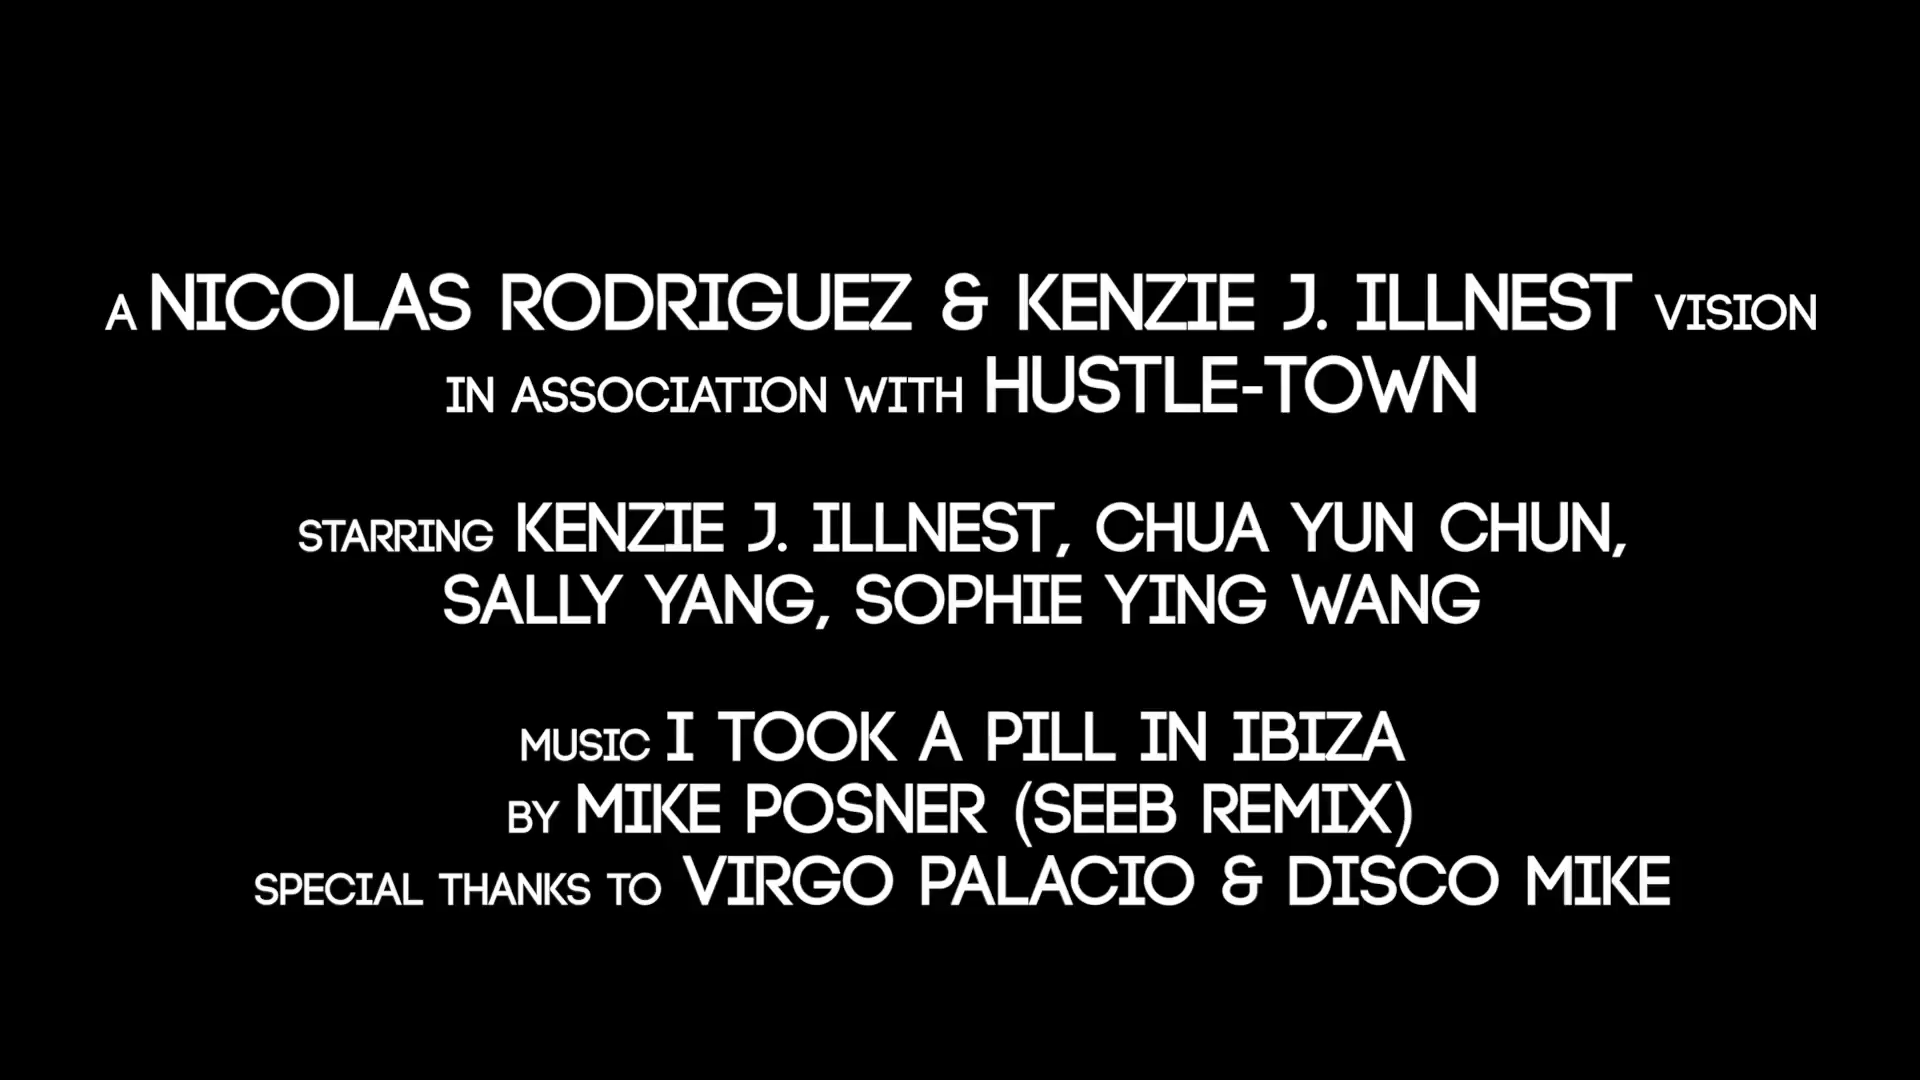 A NICOLAS RODRIGUEZ & KENZIE J. ILLNEST VISION
IN ASSOCIATION WITH HUSTLE-TOWN
STARRING KENZIE J. ILLNEST, CHUA YUN CHUN,
SALLY YANG, SOPHIE YING WANG
MUSIC I TOOK A PILL IN IBIZA
BY MIKE POSNER (SEEB REMIX)
SPECIAL THANKS TO VIRGO PALACIO & DISCO MIKE